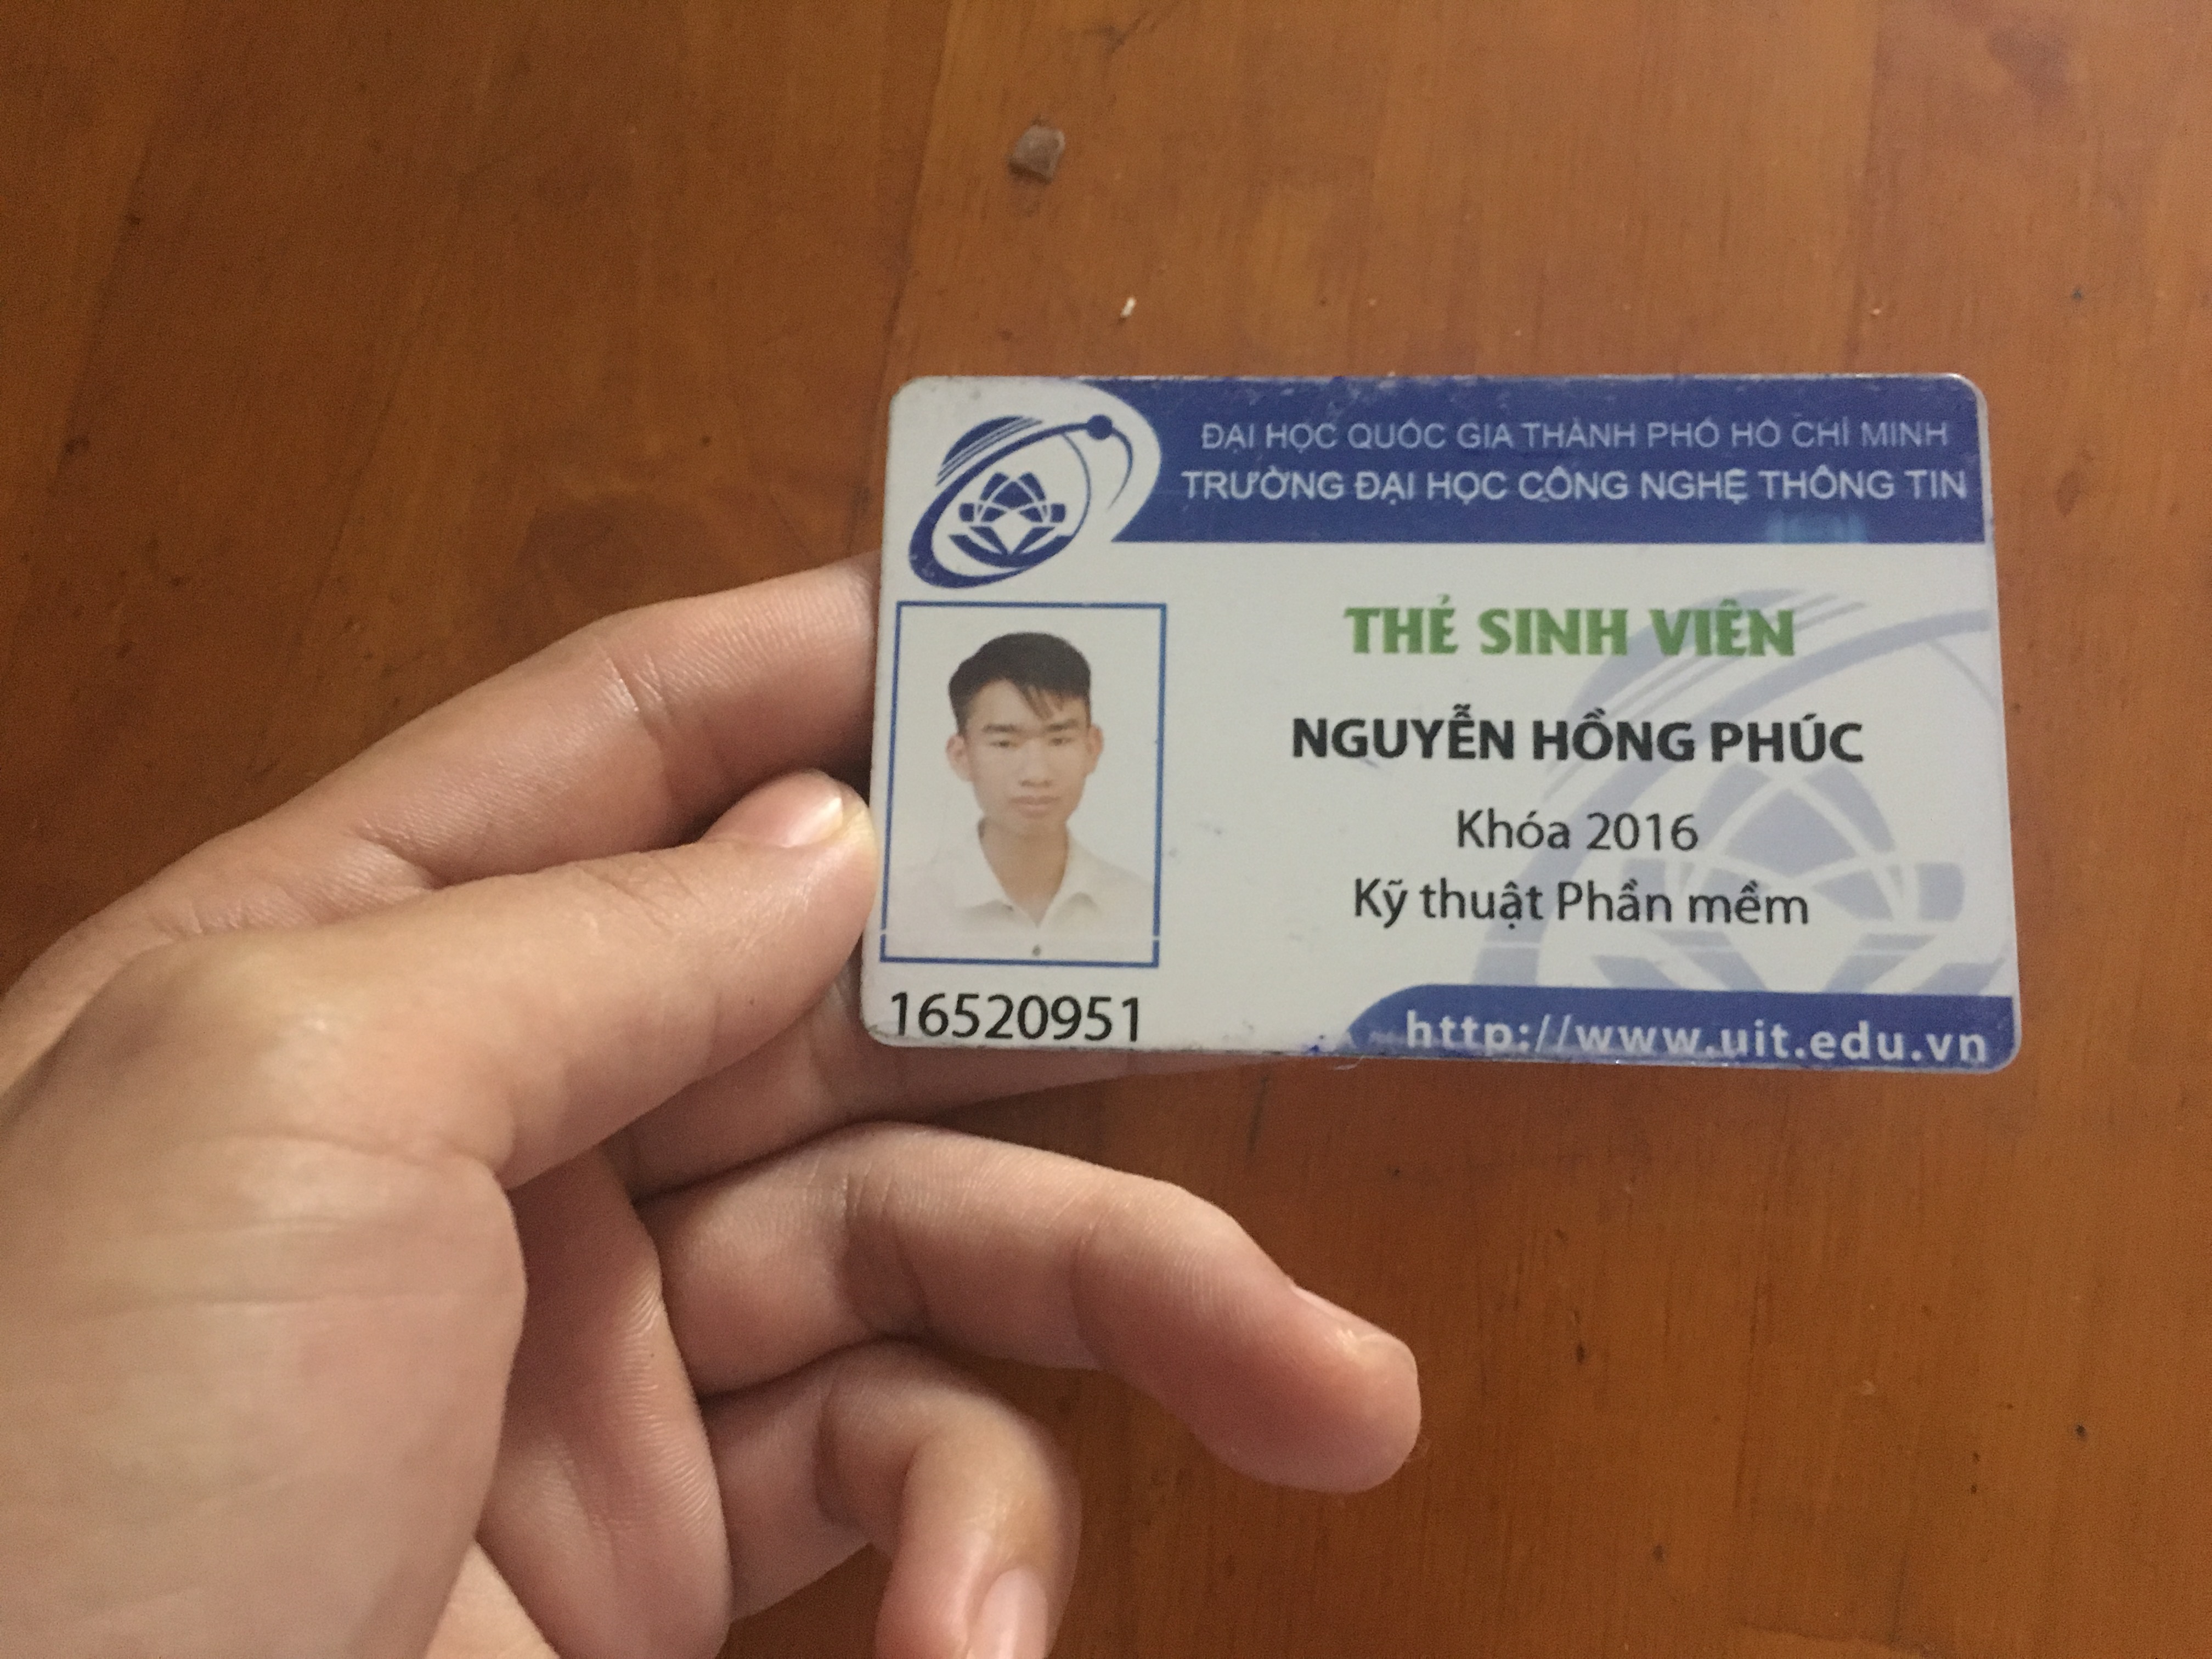 ĐẠI HỌC QUỐC GIA THÀNH PHỐ HỒ CHÍ MINH
TRƯỜNG ĐẠI HỌC CÔNG NGHỆ THÔNG TIN
THẺ SINH VIÊN
NGUYỄN HỒNG PHÚC
Khóa 2016
Kỹ thuật Phần mềm
16520951
http://www.uit.edu.vn